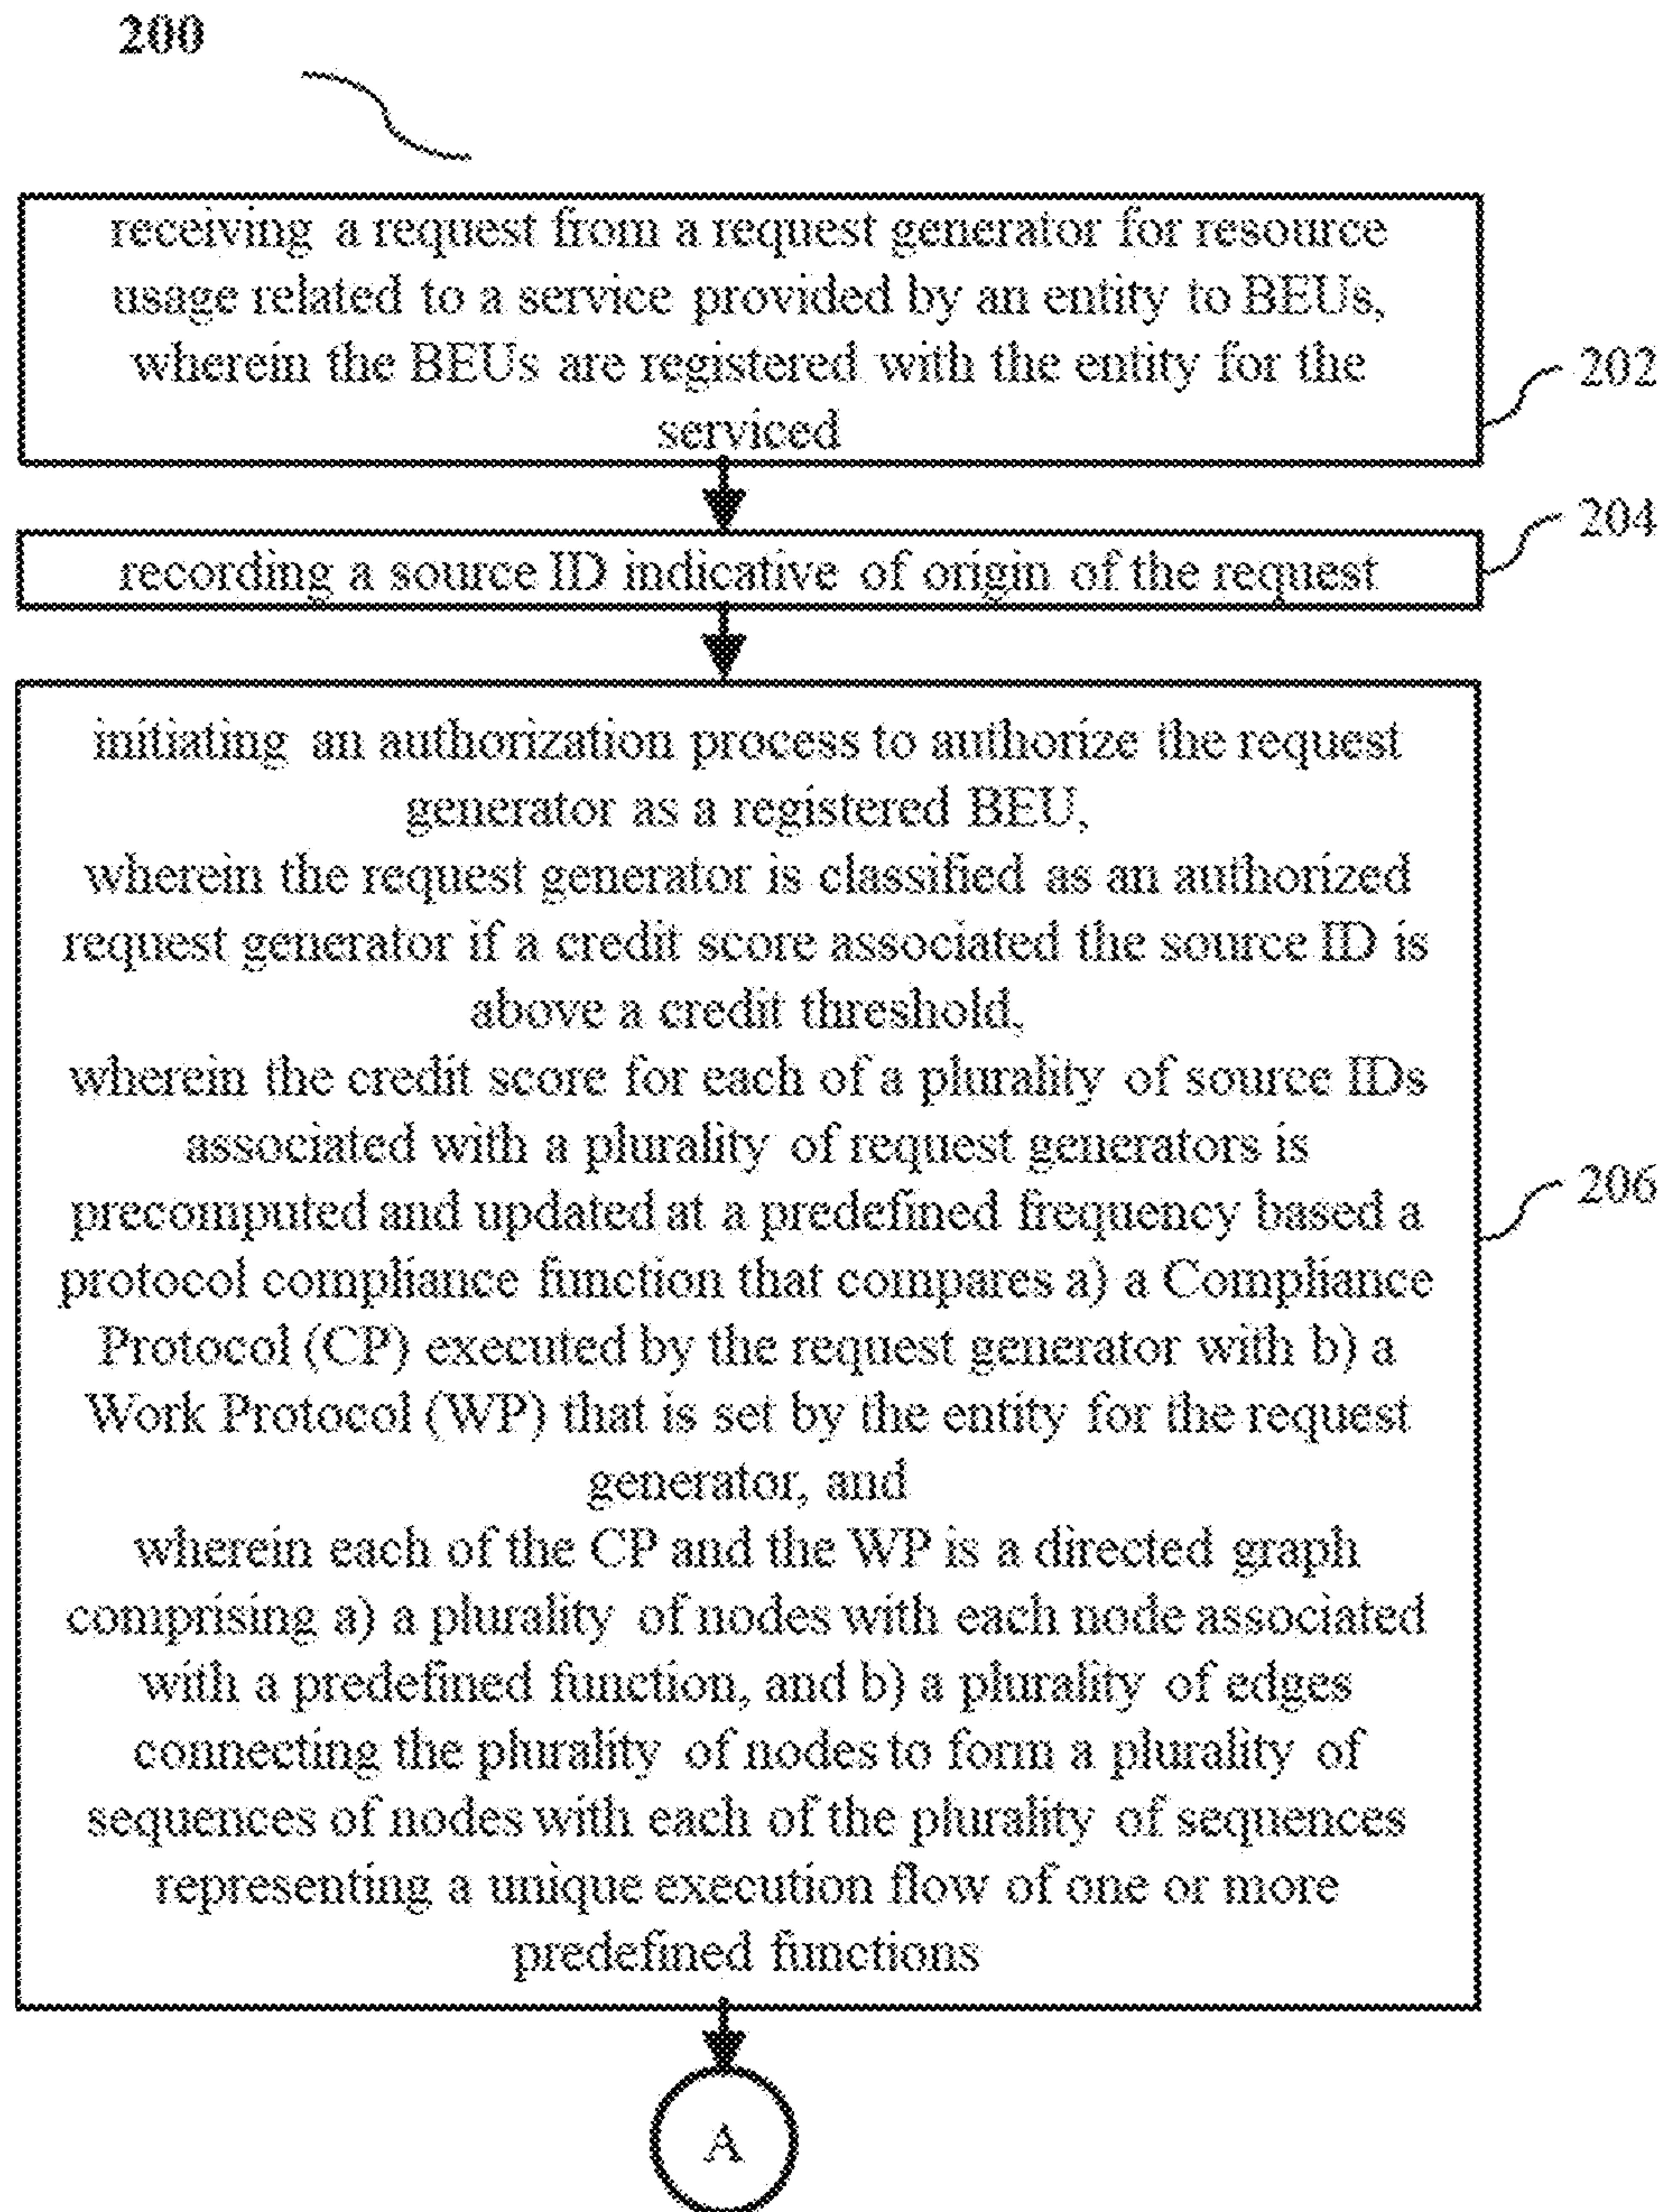 200
receiving a request from a request generator for resource
usage related to a service provided by an entity to BEUs,
wherein the BEUs are registered with the entity for the
serviced
202
recording a source ID indicative of origin of the request
204
initiating an authorization process to authorize the request
generator as a registered BEU,
wherein the request generator is classified as an authorized
request generator if a credit score associated the source ID is
above a credit threshold,
wherein the credit score for each of a plurality of source IDs
associated with a plurality of request generators is
precomputed and updated at a predefined frequency based a
protocol compliance function that compares a) a Compliance
Protocol (CP) executed by the request generator with b) a
Work Protocol (WP) that is set by the entity for the request
generator, and
wherein each of the CP and the WP is a directed graph
comprising a) a plurality of nodes with each node associated
with a predefined function, and b) a plurality of edges
connecting the plurality of nodes to form a plurality of
sequences of nodes with each of the plurality of sequences
representing a unique execution flow of one or more
predefined functions
206
A